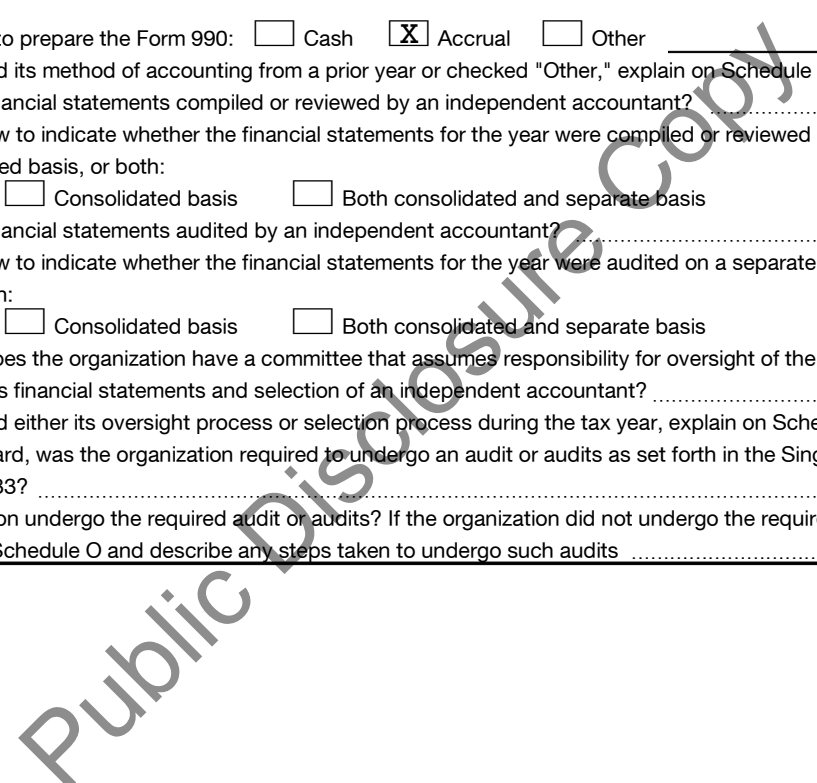 to prepare the Form 990: Cash X Accrual Other
d its method of accounting from a prior year or checked "Other," explain on Schedule
ancial statements compiled or reviewed by an independent accountant?
w to indicate whether the financial statements for the year were compiled or reviewed
ed basis, or both:
Consolidated basis Both consolidated and separate basis
ancial statements audited by an independent accountant?
w to indicate whether the financial statements for the year were audited on a separate
n:
Consolidated basis Both consolidated and separate basis
oes the organization have a committee that assumes responsibility for oversight of the
s financial statements and selection of an independent accountant?
d either its oversight process or selection process during the tax year, explain on Sche
ard, was the organization required to undergo an audit or audits as set forth in the Sing
33?
on undergo the required audit or audits? If the organization did not undergo the requir
Schedule O and describe any steps taken to undergo such audits
Public Disclosure Copy